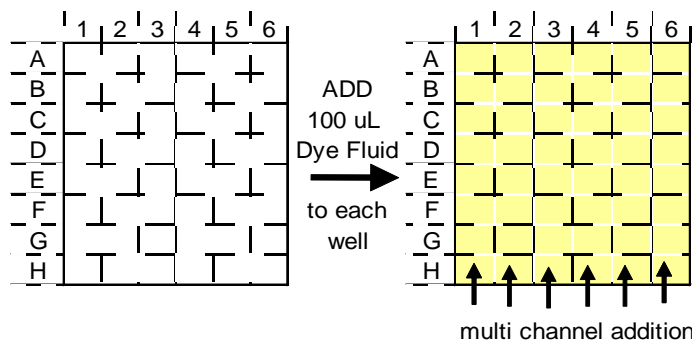 1 2 3 4 5 6
A
B
C
D
E
F
G
H
ADD
100 uL
Dye Fluid
to each
well
1 2 3 4 5 6
A
B
C
D
E
F
G
H
multi channel addition